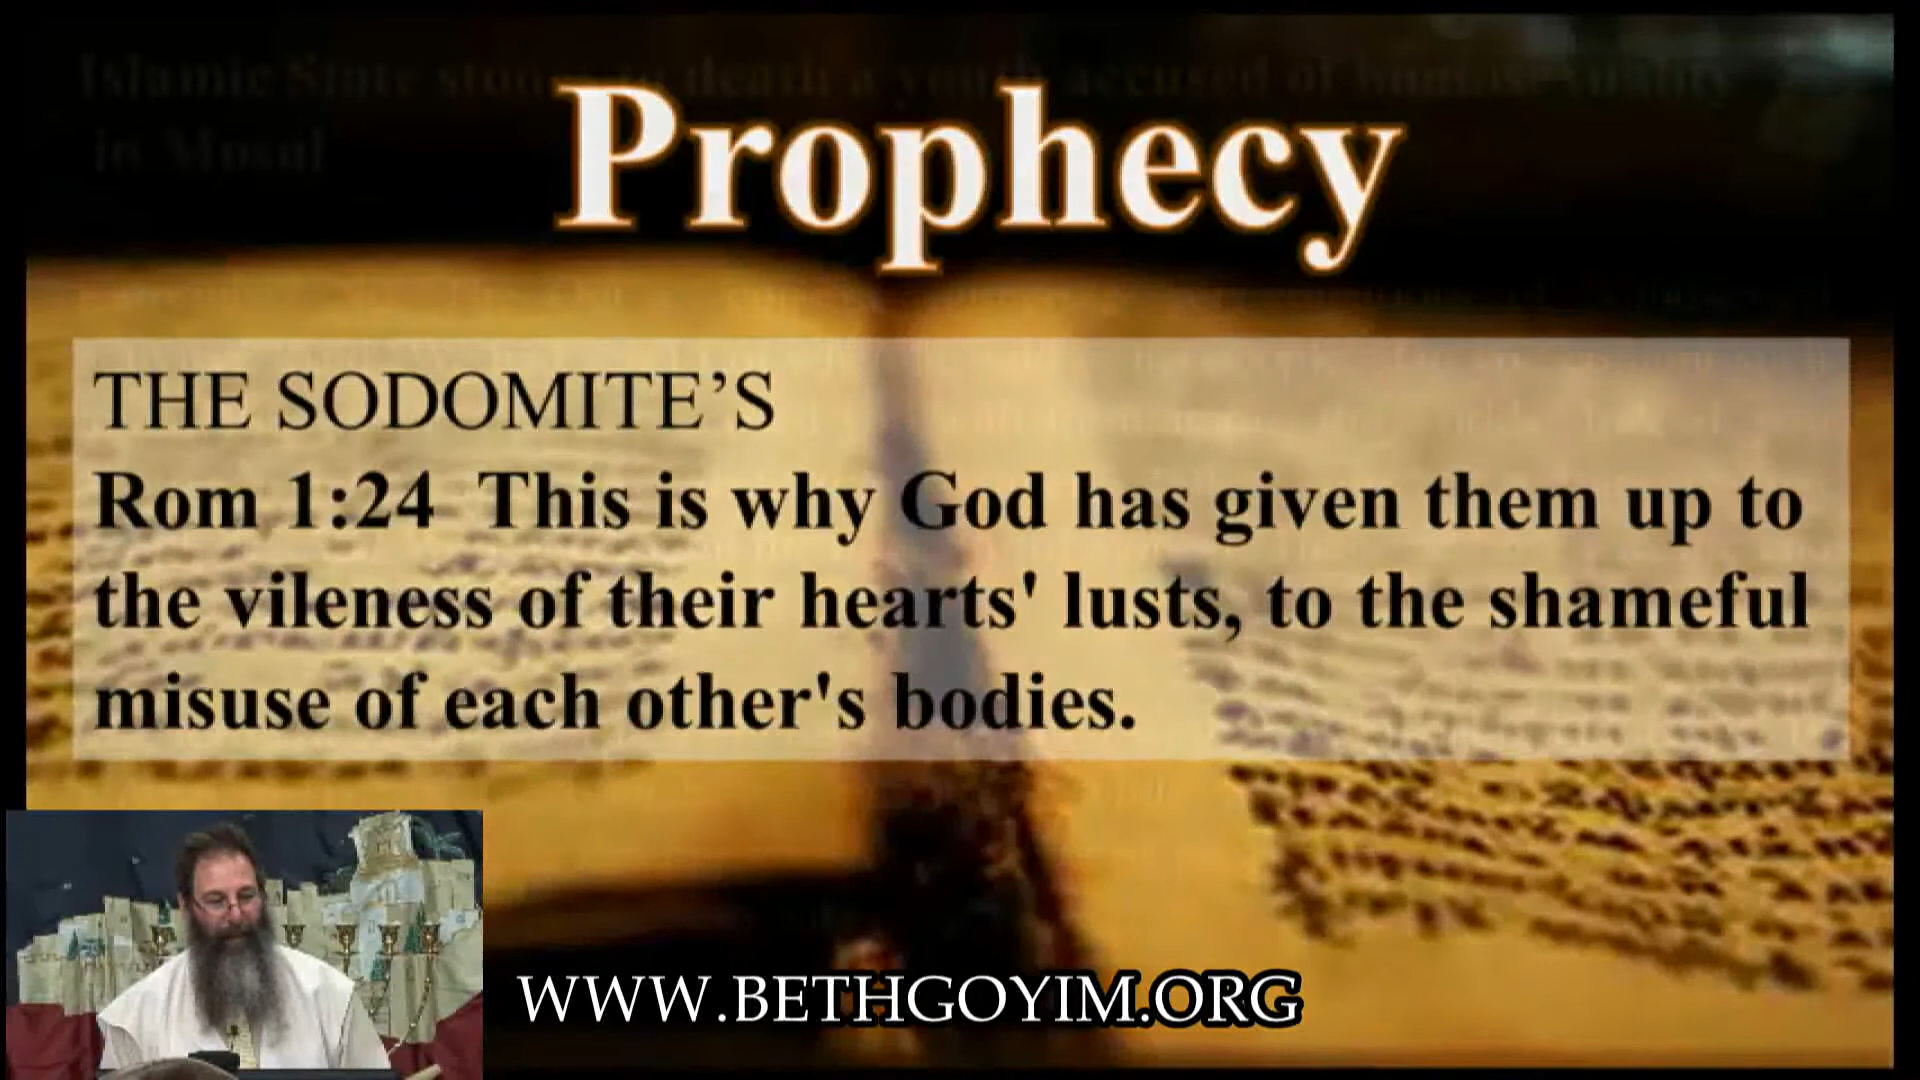 Prophecy
THE SODOMITE’S
Rom 1:24 This is why God has given them up to
the vileness of their hearts' lusts, to the shameful
misuse of each other's bodies.
WWW.BETHGOYIM.ORG